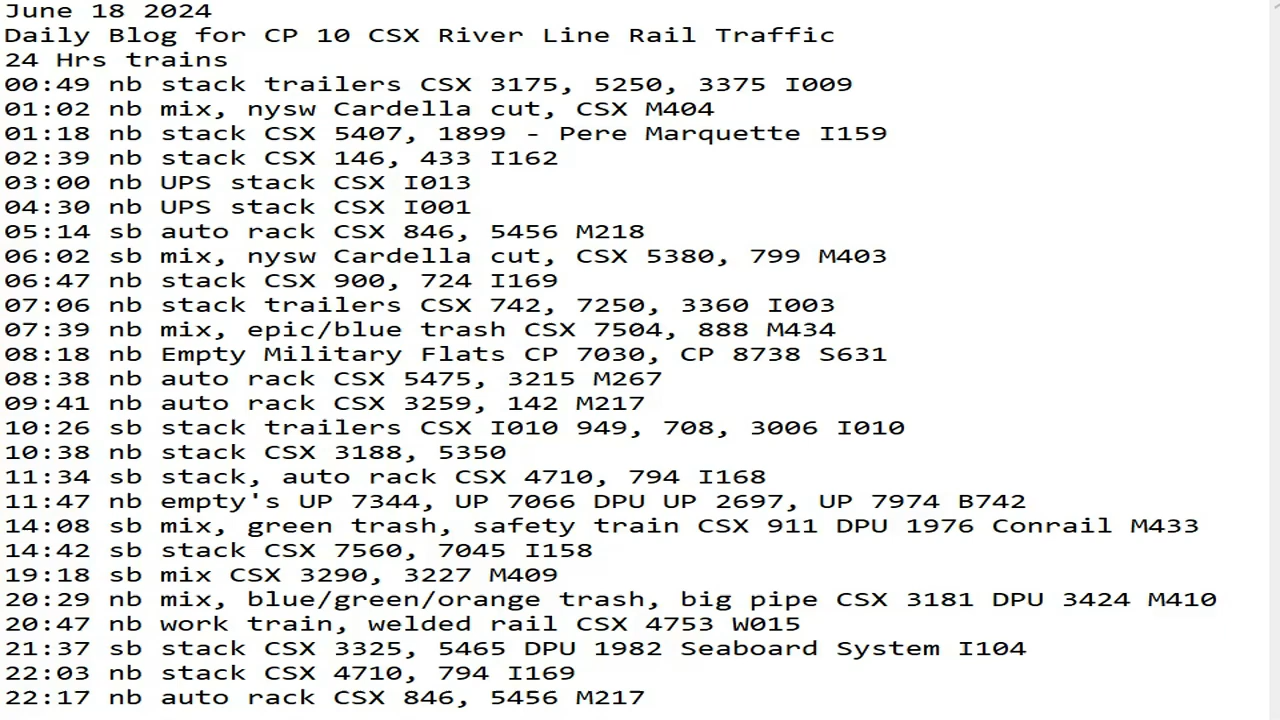 June 18 2024
Daily Blog for CP 10 CSX River Line Rail Traffic
24 Hrs trains
00:49 nb stack trailers CSX 3175, 5250, 3375 I009
01:02 nb mix, nysw Cardella cut, CSX M404
01:18 nb stack CSX 5407, 1899 - Pere Marquette I159
02:39 nb stack CSX 146, 433 I162
03:00 nb UPS stack CSX I013
04:30 nb UPS stack CSX I001
05:14 sb auto rack CSX 846, 5456 M218
06:02 sb mix, nysw Cardella cut, CSX 5380, 799 M403
06:47 nb stack CSX 900, 724 I169
07:06 nb stack trailers CSX 742, 7250, 3360 I003
07:39 nb mix, epic/blue trash CSX 7504, 888 M434
08:18 nb Empty Military Flats CP 7030, CP 8738 S631
08:38 nb auto rack CSX 5475, 3215 M267
09:41 nb auto rack CSX 3259, 142 M217
10:26 sb stack trailers CSX I010 949, 708, 3006 I010
10:38 nb stack CSX 3188, 5350
11:34 sb stack, auto rack CSX 4710, 794 I168
11:47 nb empty's UP 7344, UP 7066 DPU UP 2697, UP 7974 B742
14:08 sb mix, green trash, safety train CSX 911 DPU 1976 Conrail M433
14:42 sb stack CSX 7560, 7045 I158
19:18 sb mix CSX 3290, 3227 M409
20:29 nb mix, blue/green/orange trash, big pipe CSX 3181 DPU 3424 M410
20:47 nb work train, welded rail CSX 4753 W015
21:37 sb stack CSX 3325, 5465 DPU 1982 Seaboard System I104
22:03 nb stack CSX 4710, 794 I169
22:17 nb auto rack CSX 846, 5456 M217